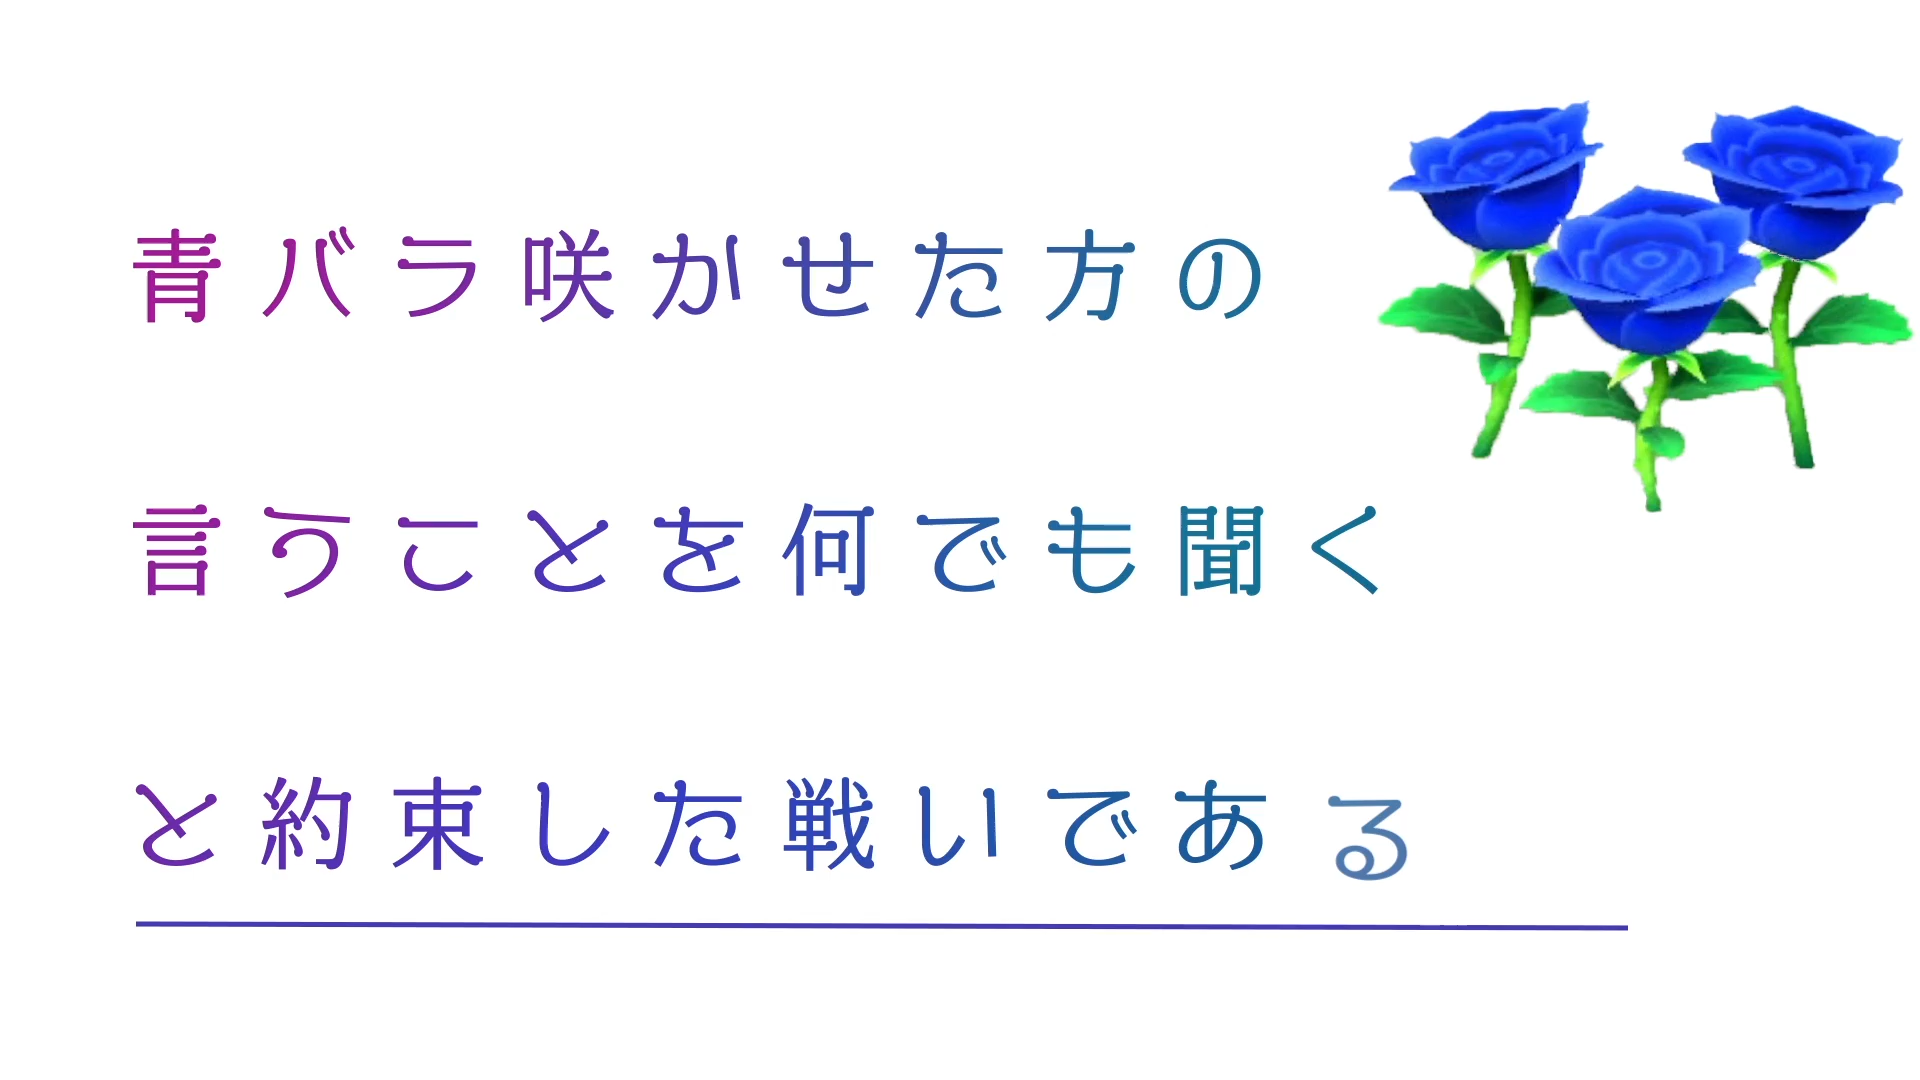 青バラ咲かせた方の
言うことを何でも聞く
と約束した戦いである